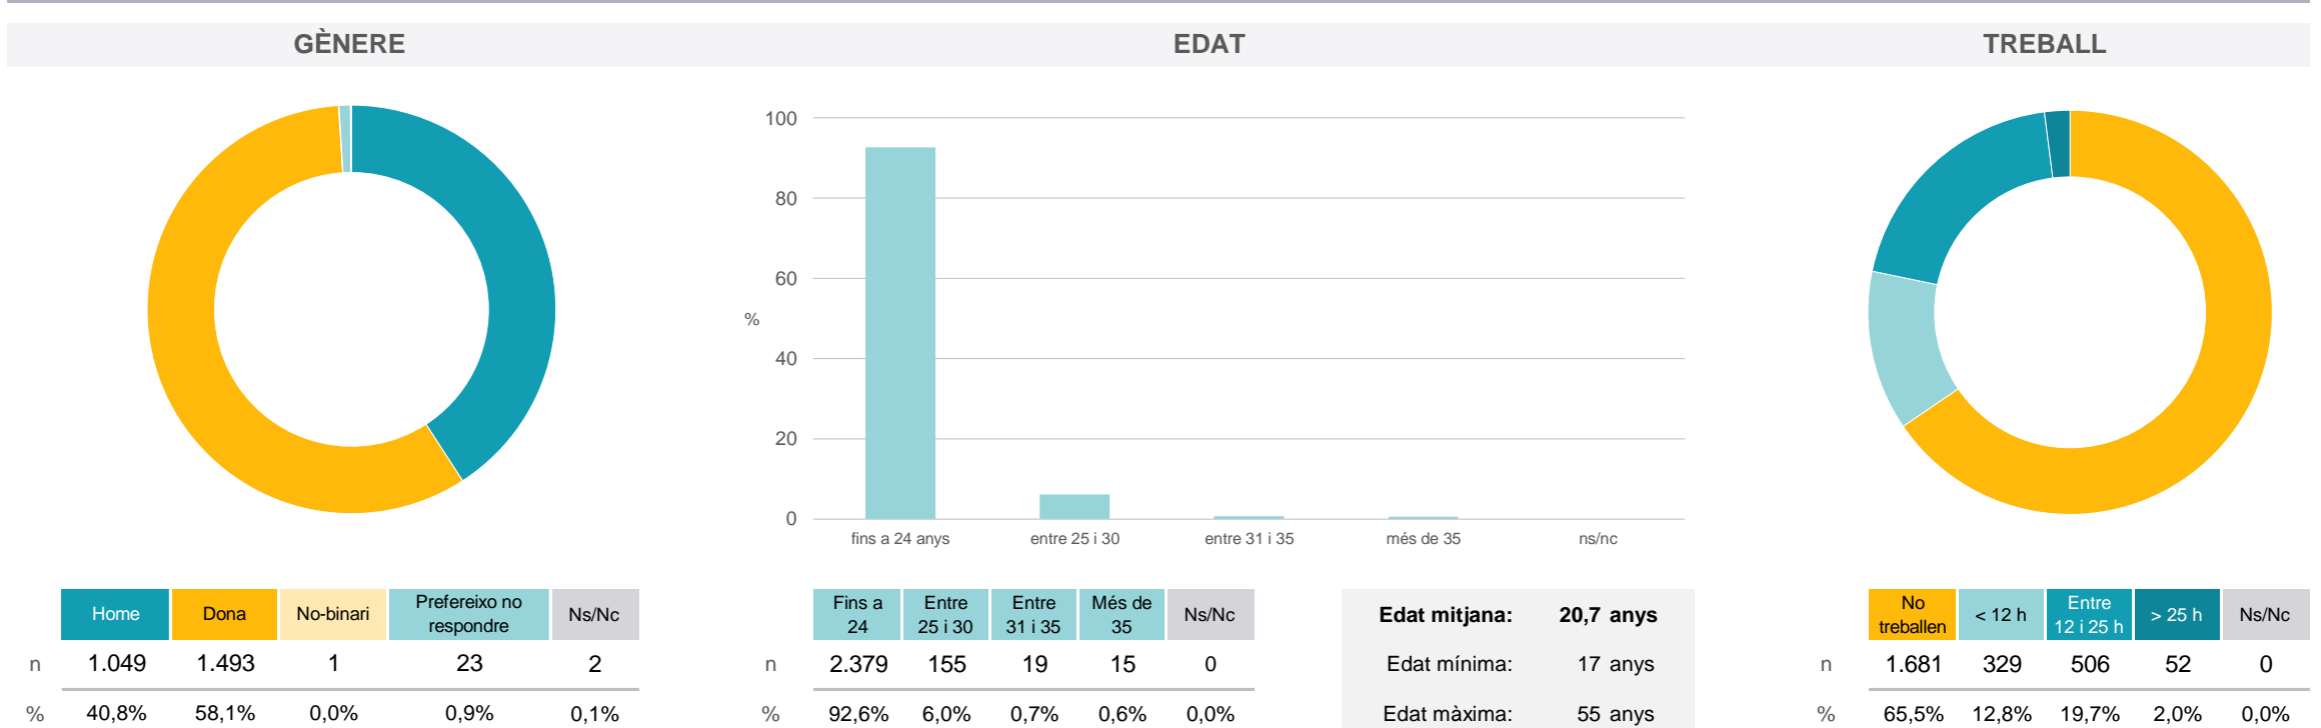 GÈNERE
EDAT
TREBALL
100
80
60
%
40
20
0
fins a 24 anys
entre 25 i 30
entre 31 i 35
més de 35
ns/nc
Home
Dona
No-binari
Prefereixo no
respondre
Ns/Nc
n
1.049
1.493
1
23
2
%
40,8%
58,1%
0,0%
0,9%
0,1%
Fins a
24
Entre
25 i 30
Entre
31 i 35
Més de
35
Ns/Nc
n
2.379
155
19
15
0
%
92,6%
6,0%
0,7%
0,6%
0,0%
Edat mitjana: 20,7 anys
Edat mínima: 17 anys
Edat màxima: 55 anys
No
treballen
< 12 h
Entre
12 i 25 h
> 25 h
Ns/Nc
n
1.681
329
506
52
0
%
65,5%
12,8%
19,7%
2,0%
0,0%